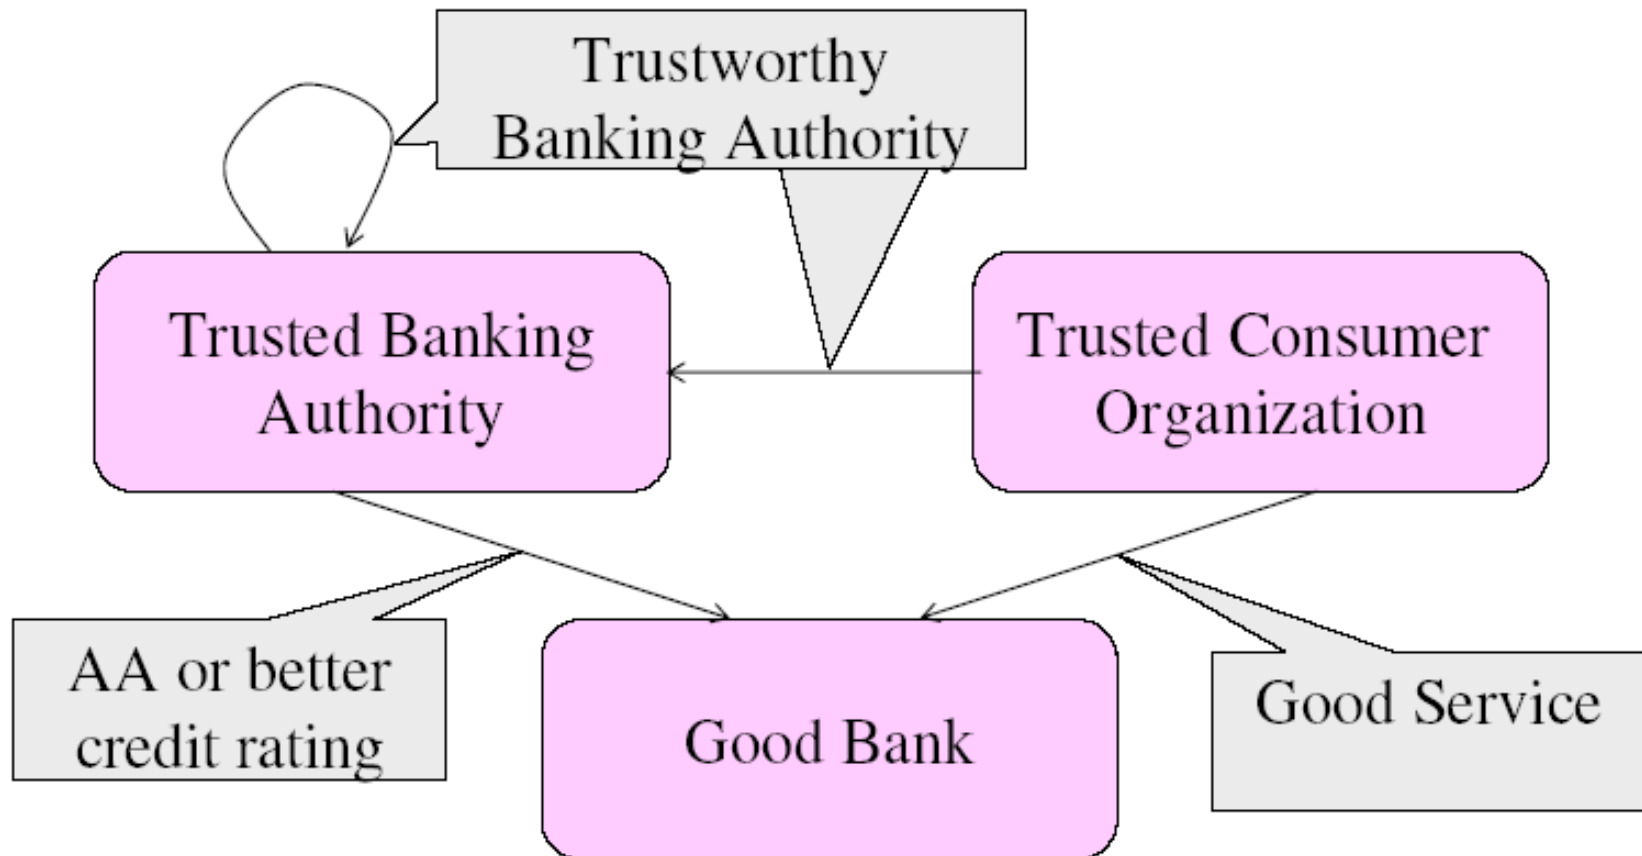 Trustworthy
Banking Authority
Trusted Banking
Authority
Trusted Consumer
Organization
AA or better
credit rating
Good Bank
Good Service